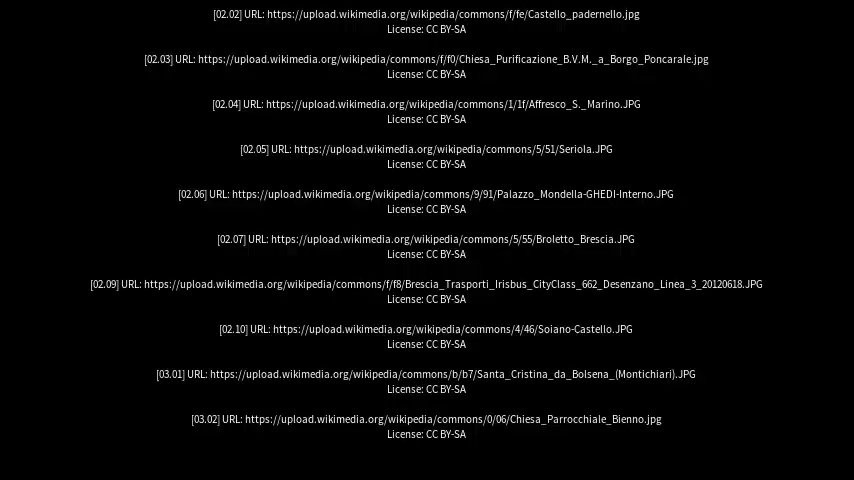 [02.02] URL: https://upload.wikimedia.org/wikipedia/commons/f/fe/Castello_padernello.jpg
License: CC BY-SA
[02.03] URL: https://upload.wikimedia.org/wikipedia/commons/f/f0/Chiesa_Purificazione_B.V.M._a_Borgo_Poncarale.jpg
License: CC BY-SA
[02.04] URL: https://upload.wikimedia.org/wikipedia/commons/1/1f/Affresco_S._Marino.JPG
License: CC BY-SA
[02.05] URL: https://upload.wikimedia.org/wikipedia/commons/5/51/Seriola.JPG
License: CC BY-SA
[02.06] URL: https://upload.wikimedia.org/wikipedia/commons/9/91/Palazzo_Mondella-GHEDI-Interno.JPG
License: CC BY-SA
[02.07] URL: https://upload.wikimedia.org/wikipedia/commons/5/55/Broletto_Brescia.JPG
License: CC BY-SA
[02.09] URL: https://upload.wikimedia.org/wikipedia/commons/f/f8/Brescia_Trasporti_Irisbus_CityClass_662_Desenzano_Linea_3_20120618.JPG
License: CC BY-SA
[02.10] URL: https://upload.wikimedia.org/wikipedia/commons/4/46/Soiano-Castello.JPG
License: CC BY-SA
[03.01] URL: https://upload.wikimedia.org/wikipedia/commons/b/b7/Santa_Cristina_da_Bolsena_(Montichiari).JPG
License: CC BY-SA
[03.02] URL: https://upload.wikimedia.org/wikipedia/commons/0/06/Chiesa_Parrocchiale_Bienno.jpg
License: CC BY-SA